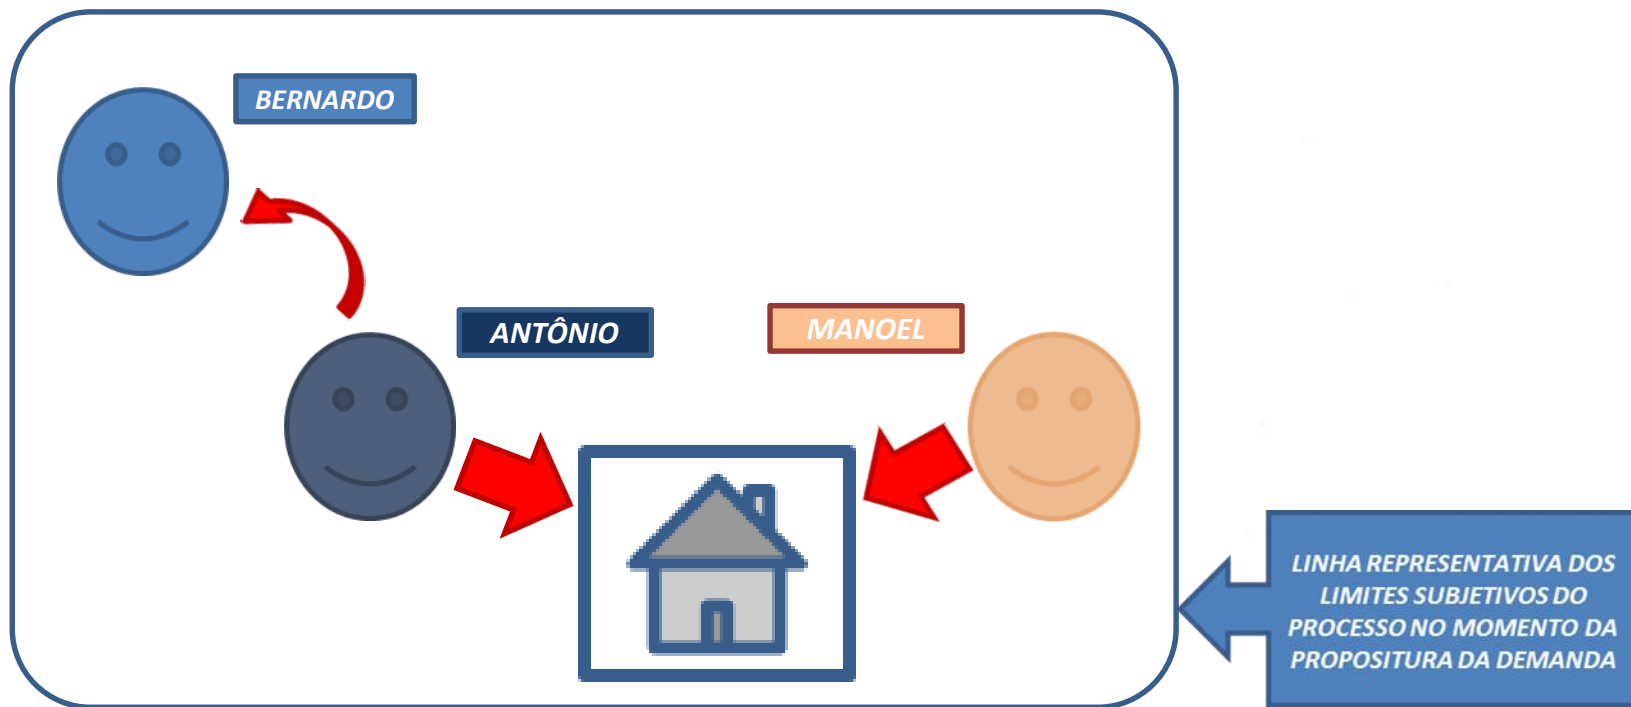 BERNARDO
ANTÔNIO
MANOEL
LINHA REPRESENTATIVA DOS
LIMITES SUBJETIVOS DO
PROCESSO NO MOMENTO DA
PROPOSITURA DA DEMANDA